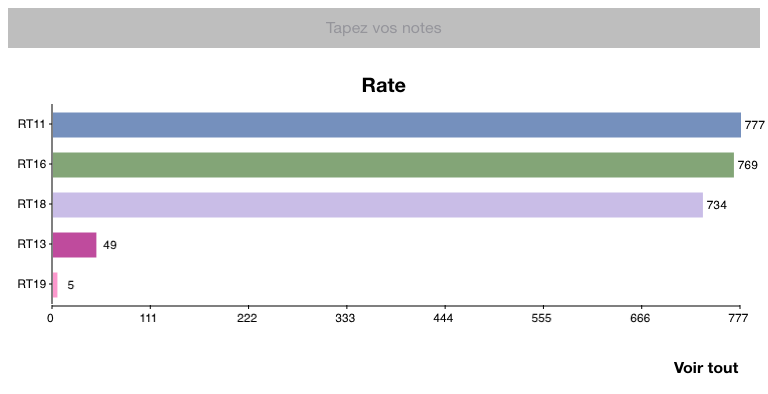 Tapez vos notes
Rate
RT11 777
RT16 769
RT18 734
RT13 49
RT19 5
0 111 222 333 444 555 666 777
Voir tout